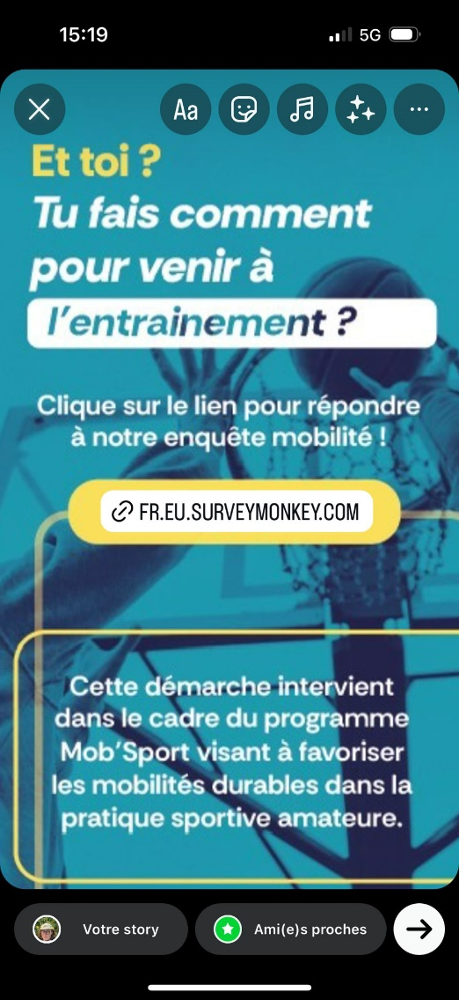 15:19
5G
Aa
Et toi ?
Tu fais comment
pour venir à
l'entrainement ?
Clique sur le lien pour répondre
à notre enquête mobilité !
FR.EU.SURVEYMONKEY.COM
Cette démarche intervient
dans le cadre du programme
Mob'Sport visant à favoriser
les mobilités durables dans la
pratique sportive amateure.
Votre story
Ami(e)s proches